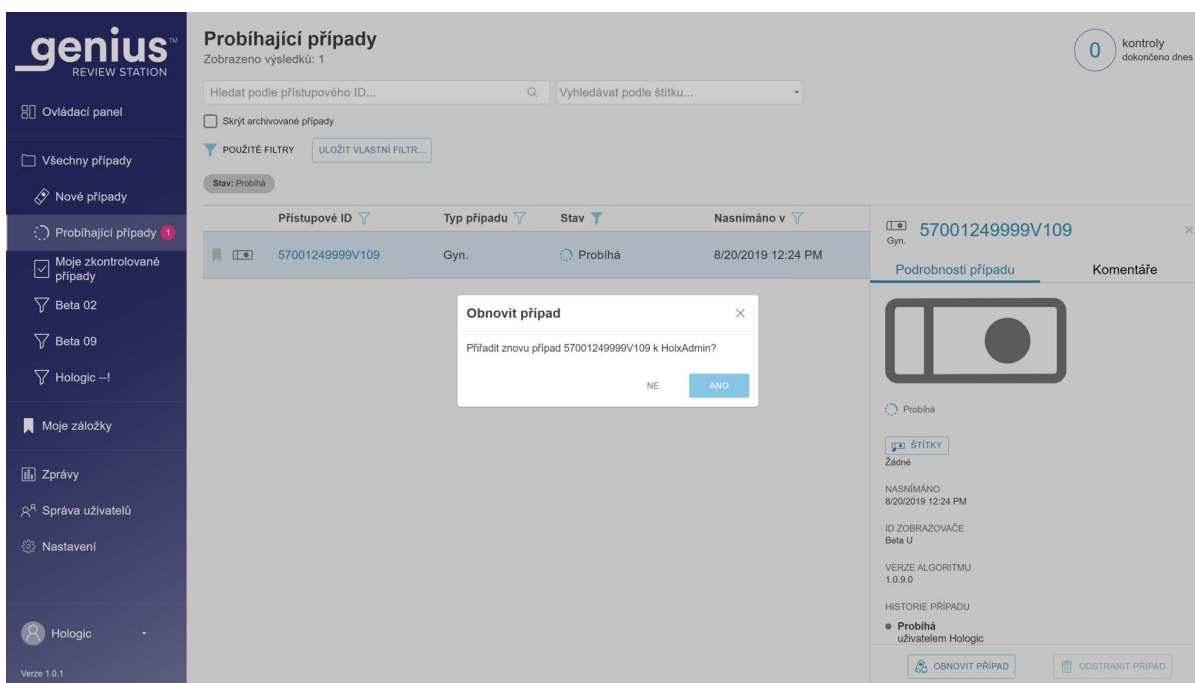 genius™
REVIEW STATION
Ovládací panel
Všechny případy
Nové případy
Probíhající případy 1
Moje zkontrolované
případy
Beta 02
Beta 09
Hologic --!
Moje záložky
Zprávy
Správa uživatelů
Nastavení
Hologic
Verze 1.0.1
Probíhající případy
Zobrazeno výsledků: 1
0 kontroly
dokončeno dnes
Hledat podle přístupového ID...
Vyhledávat podle štítku...
Skrýt archivované případy
POUŽITÉ FILTRY
ULOŽIT VLASTNÍ FILTR...
Stav: Probíhá
Přístupové ID
Typ případu
Stav
Nasnímáno v
57001249999V109
Gyn.
Probíhá
8/20/2019 12:24 PM
Obnovit případ
Přiřadit znovu případ 57001249999V109 k HolxAdmin?
NE
ANO
Gyn.
57001249999V109
Podrobnosti případu
Komentáře
Probíhá
ŠTÍTKY
Žádné
NASNÍMÁNO
8/20/2019 12:24 PM
ID ZOBRAZOVAČE
Beta U
VERZE ALGORITMU
1.0.9.0
HISTORIE PŘÍPADU
Probíhá
uživatelem Hologic
OBNOVIT PŘÍPAD
ODSTRANIT PŘÍPAD